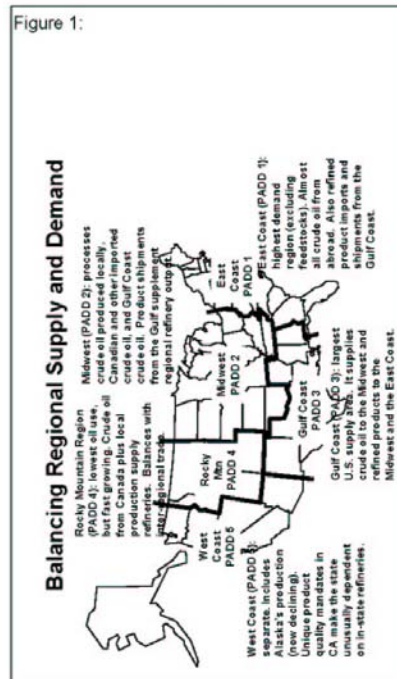 Figure 1:
Balancing Regional Supply and Demand
Rocky Mountain Region
(PADD 4): lowest oil use,
but fast growing. Crude oil
from Canada plus local
production supply
refineries. Balances with
inter-regional trade.
Midwest (PADD 2): processes
crude oil produced locally,
Canadian and other imported
crude oil, and Gulf Coast
crude oil. Product shipments
from the Gulf supplement
regional refinery output.
West
Coast
PADD 5
Rocky
Mtn
PADD 4
Midwest
PADD 2
East
Coast
PADD 1
Gulf Coast
PADD 3
West Coast (PADD 5):
separate. Includes
Alaska's production
(now declining).
Unique product
quality mandates in
CA make the state
unusually dependent
on in-state refineries.
Gulf Coast (PADD 3): largest
U.S. supply area. It supplies
crude oil to the Midwest and
refined products to the
Midwest and the East Coast.
East Coast (PADD 1):
highest demand
region (excluding
feedstocks). Almost
all crude oil from
abroad. Also refined
product imports and
shipments from the
Gulf Coast.